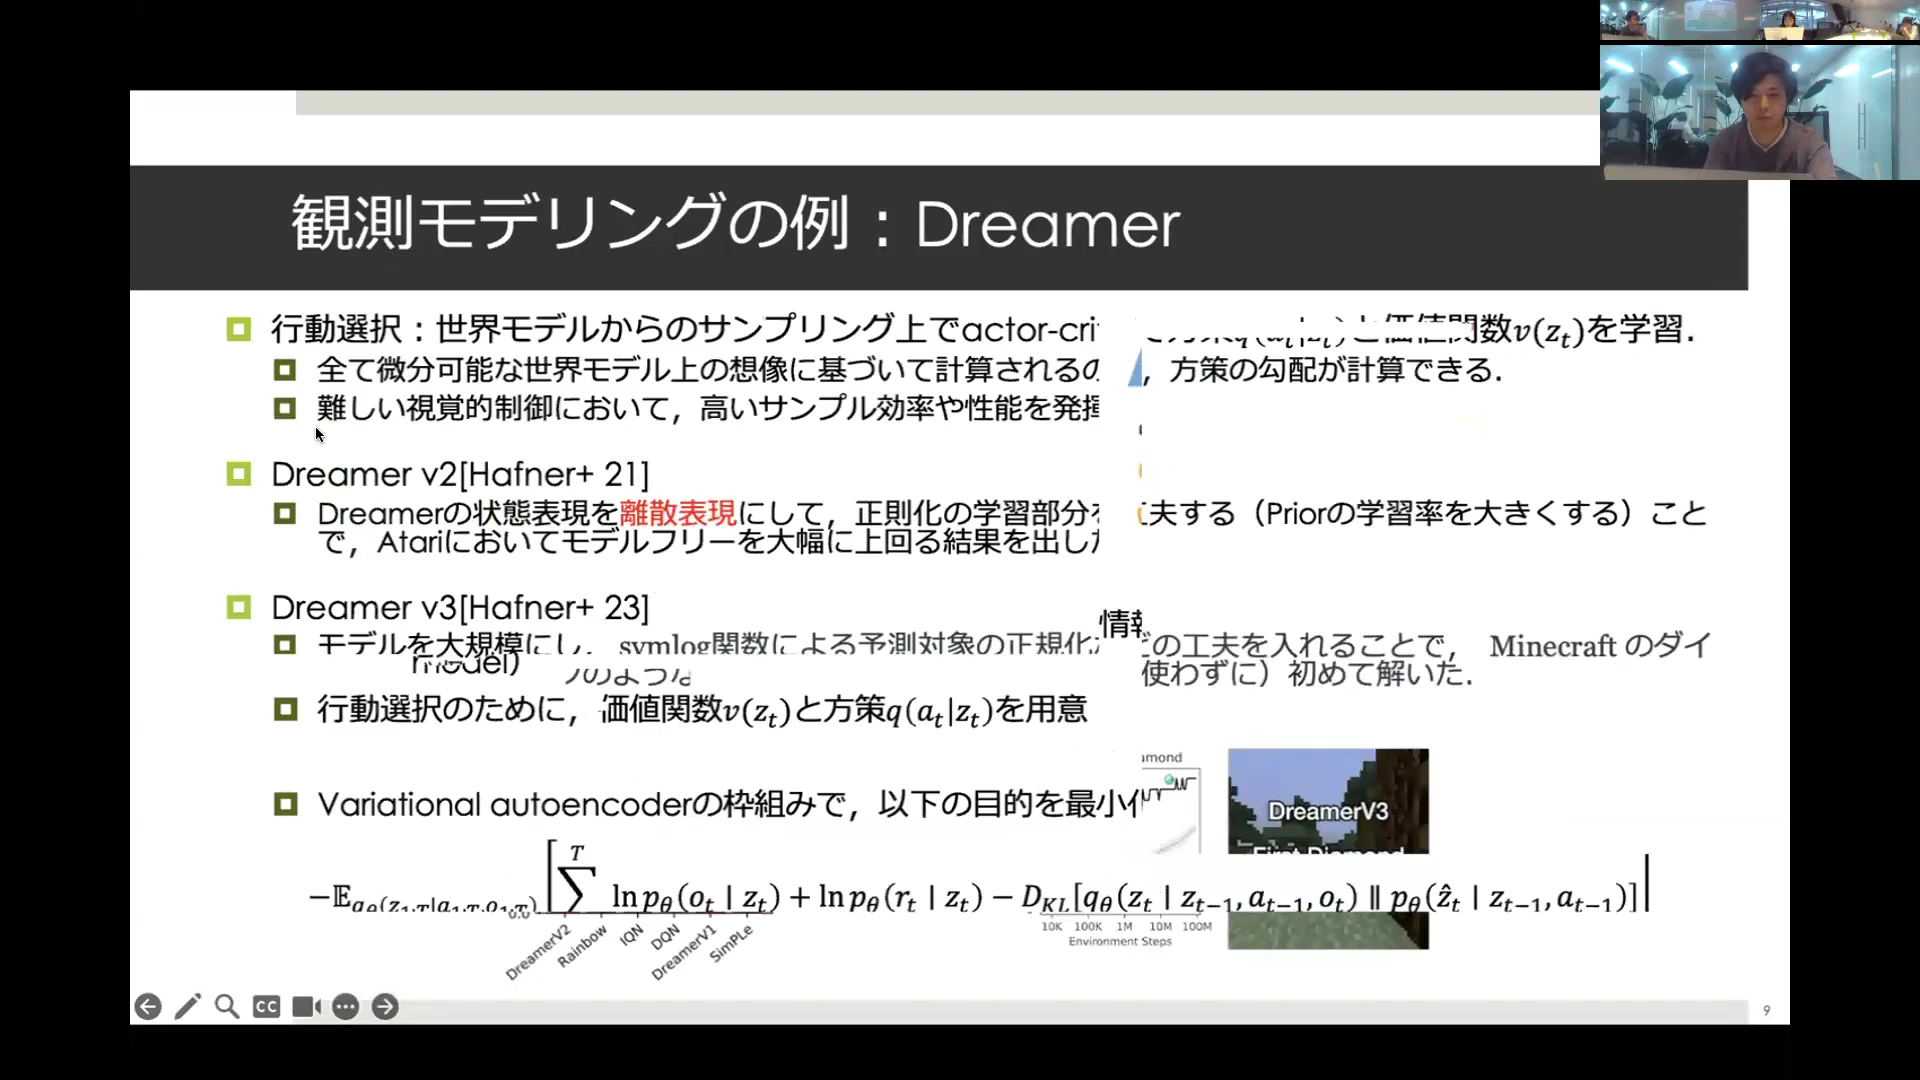 観測モデリングの例：Dreamer
行動選択：世界モデルからのサンプリング上でactor-cri 価値関数v(z_t)を学習．
全て微分可能な世界モデル上の想像に基づいて計算されるの ，方策の勾配が計算できる．
難しい視覚的制御において，高いサンプル効率や性能を発揮
Dreamer v2[Hafner+ 21]
Dreamerの状態表現を離散表現にして，正則化の学習部分を 夫する（Priorの学習率を大きくする）こと
で，Atariにおいてモデルフリーを大幅に上回る結果を出した
Dreamer v3[Hafner+ 23]
情報
モデルを大規模にし， symlog関数による予測対象の正規化 の工夫を入れることで， Minecraft のダイ
model) のような 使わずに）初めて解いた．
行動選択のために，価値関数v(z_t)と方策q(a_t|z_t)を用意
amond
Variational autoencoderの枠組みで，以下の目的を最小化
DreamerV3
First Diamond
−𝔼_{q_θ(z_{1:T}|a_{1:T},o_{1:T})} [∑^T ln p_θ(o_t | z_t) + ln p_θ(r_t | z_t) − D_{KL}[q_θ(z_t | z_{t−1}, a_{t−1}, o_t) ∥ p_θ(ẑ_t | z_{t−1}, a_{t−1})]]
0.0
DreamerV2 Rainbow IQN DQN DreamerV1 SimPLe
10K 100K 1M 10M 100M
Environment Steps
CC
9